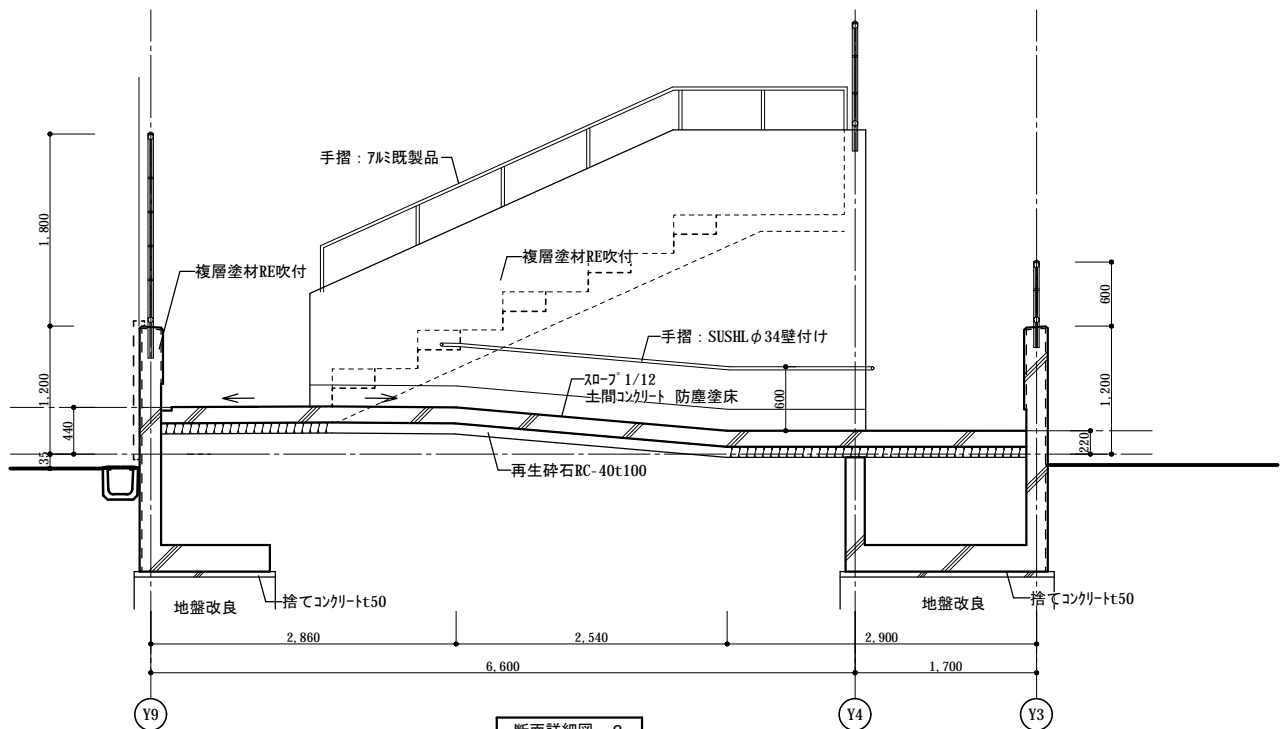 手摺：アルミ既製品
複層塗材RE吹付
複層塗材RE吹付
手摺：SUSHLφ34壁付け
スロープ1/12
土間コンクリート 防塵塗床
再生砕石RC-40t100
捨てコンクリートt50
地盤改良
地盤改良
捨てコンクリートt50
1,800
1,200
440
35
600
600
1,200
220
2,860
2,540
2,900
6,600
1,700
Y9
Y4
Y3